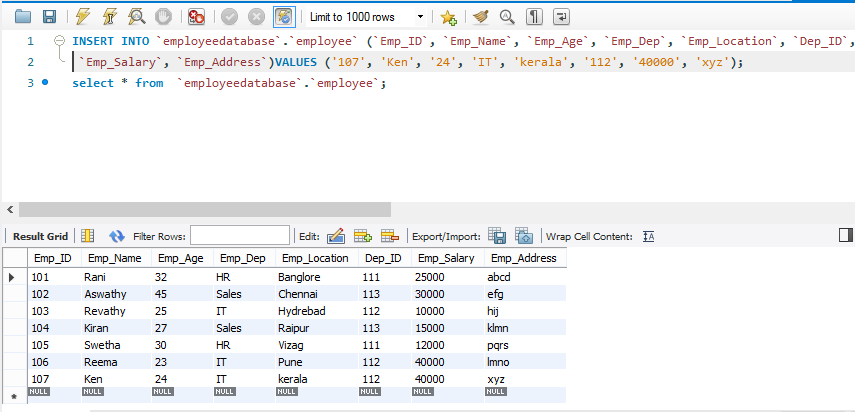 Limit to 1000 rows
1 INSERT INTO `employeedatabase`.`employee` (`Emp_ID`, `Emp_Name`, `Emp_Age`, `Emp_Dep`, `Emp_Location`, `Dep_ID`,
2 `Emp_Salary`, `Emp_Address`)VALUES ('107', 'Ken', '24', 'IT', 'kerala', '112', '40000', 'xyz');
3 select * from `employeedatabase`.`employee`;
Result Grid Filter Rows: Edit: Export/Import: Wrap Cell Content:
Emp_ID Emp_Name Emp_Age Emp_Dep Emp_Location Dep_ID Emp_Salary Emp_Address
101 Rani 32 HR Banglore 111 25000 abcd
102 Aswathy 45 Sales Chennai 113 30000 efg
103 Revathy 25 IT Hydrebad 112 10000 hij
104 Kiran 27 Sales Raipur 113 15000 klmn
105 Swetha 30 HR Vizag 111 12000 pqrs
106 Reema 23 IT Pune 112 40000 lmno
107 Ken 24 IT kerala 112 40000 xyz
NULL NULL NULL NULL NULL NULL NULL NULL